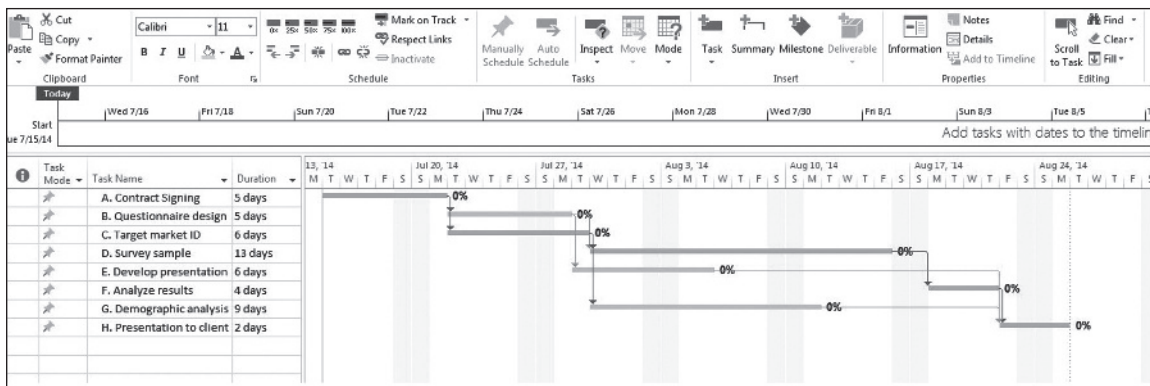 Cut
Copy
Format Painter
Paste
Clipboard
Calibri 11
B I U A
Font
0% 25% 50% 75% 100%
Mark on Track
Respect Links
Inactivate
Schedule
Manually Schedule
Auto Schedule
Inspect
Move
Mode
Tasks
Task
Summary
Milestone
Deliverable
Insert
Information
Notes
Details
Add to Timeline
Properties
Scroll to Task
Find
Clear
Fill
Editing
Today
Wed 7/16 Fri 7/18 Sun 7/20 Tue 7/22 Thu 7/24 Sat 7/26 Mon 7/28 Wed 7/30 Fri 8/1 Sun 8/3 Tue 8/5
Start
ue 7/15/14
Add tasks with dates to the timelin
Task Mode Task Name Duration
13, '14 Jul 20, '14 Jul 27, '14 Aug 3, '14 Aug 10, '14 Aug 17, '14 Aug 24, '14
M T W T F S S M T W T F S S M T W T F S S M T W T F S S M T W T F S S M T W T F S S M T W T F S
A. Contract Signing 5 days 0%
B. Questionnaire design 5 days 0%
C. Target market ID 6 days 0%
D. Survey sample 13 days 0%
E. Develop presentation 6 days 0%
F. Analyze results 4 days 0%
G. Demographic analysis 9 days 0%
H. Presentation to client 2 days 0%